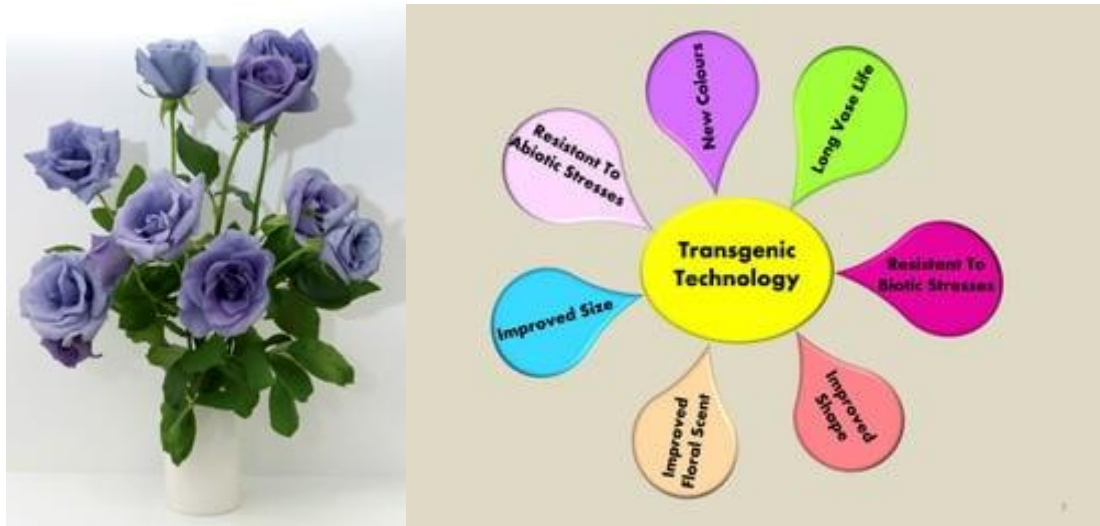 New Colours
Long Vase Life
Resistant To
Abiotic Stresses
Transgenic
Technology
Resistant To
Biotic Stresses
Improved Size
Improved
Shape
Improved
Floral Scent